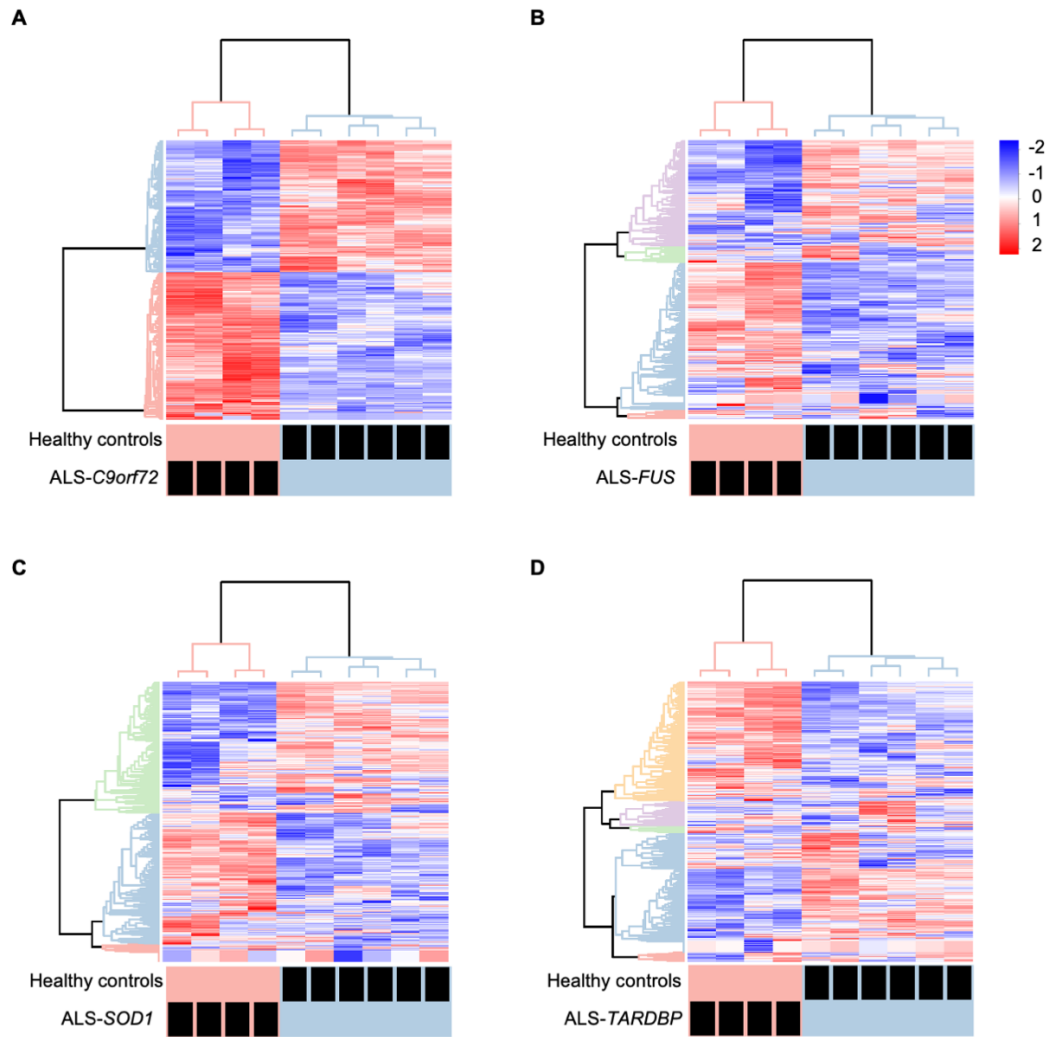 A
B
-2
-1
0
1
2
Healthy controls
ALS-C9orf72
Healthy controls
ALS-FUS
C
D
Healthy controls
ALS-SOD1
Healthy controls
ALS-TARDBP